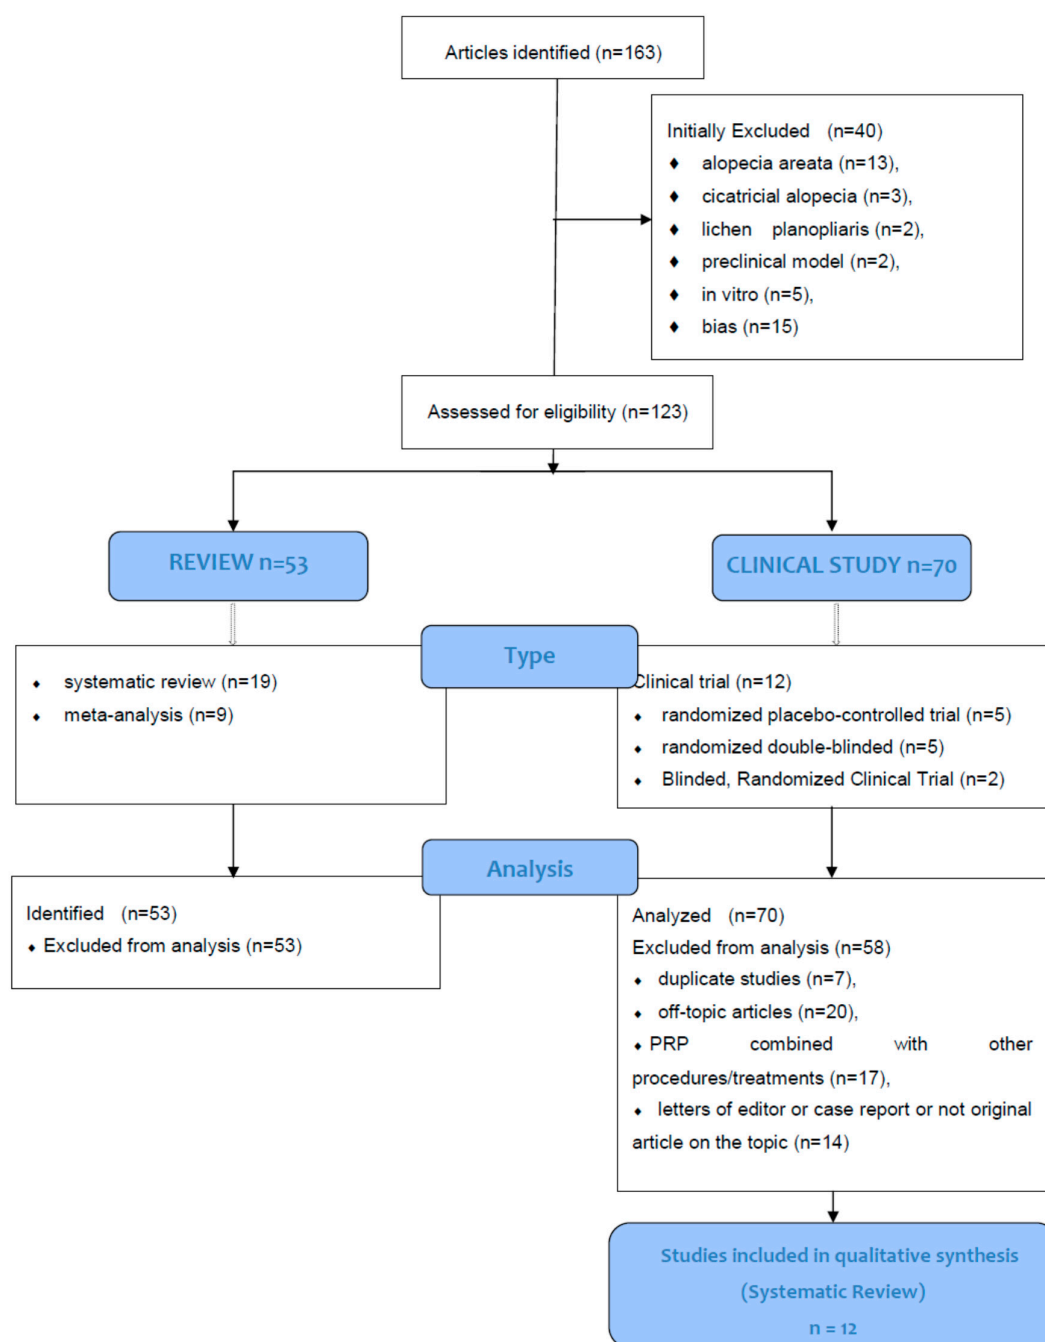 Articles identified (n=163)
Initially Excluded (n=40)
♦ alopecia areata (n=13),
♦ cicatricial alopecia (n=3),
♦ lichen planopliaris (n=2),
♦ preclinical model (n=2),
♦ in vitro (n=5),
♦ bias (n=15)
Assessed for eligibility (n=123)
REVIEW n=53
CLINICAL STUDY n=70
Type
♦ systematic review (n=19)
♦ meta-analysis (n=9)
Clinical trial (n=12)
♦ randomized placebo-controlled trial (n=5)
♦ randomized double-blinded (n=5)
♦ Blinded, Randomized Clinical Trial (n=2)
Analysis
Identified (n=53)
♦ Excluded from analysis (n=53)
Analyzed (n=70)
Excluded from analysis (n=58)
♦ duplicate studies (n=7),
♦ off-topic articles (n=20),
♦ PRP combined with other
procedures/treatments (n=17),
♦ letters of editor or case report or not original
article on the topic (n=14)
Studies included in qualitative synthesis
(Systematic Review)
n = 12